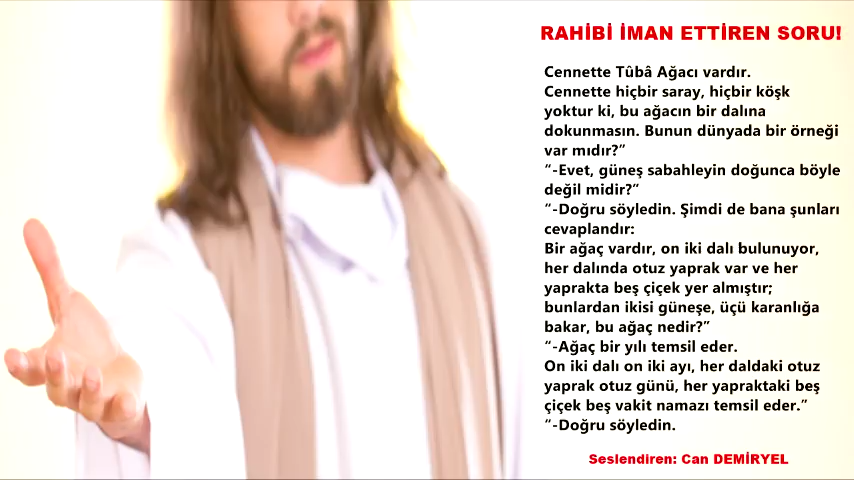 RAHİBİ İMAN ETTİREN SORU!
Cennette Tûbâ Ağacı vardır.
Cennette hiçbir saray, hiçbir köşk
yoktur ki, bu ağacın bir dalına
dokunmasın. Bunun dünyada bir örneği
var mıdır?”
“-Evet, güneş sabahleyin doğunca böyle
değil midir?”
“-Doğru söyledin. Şimdi de bana şunları
cevaplandır:
Bir ağaç vardır, on iki dalı bulunuyor,
her dalında otuz yaprak var ve her
yaprakta beş çiçek yer almıştır;
bunlardan ikisi güneşe, üçü karanlığa
bakar, bu ağaç nedir?”
“-Ağaç bir yılı temsil eder.
On iki dalı on iki ayı, her daldaki otuz
yaprak otuz günü, her yapraktaki beş
çiçek beş vakit namazı temsil eder.”
“-Doğru söyledin.
Seslendiren: Can DEMİRYEL